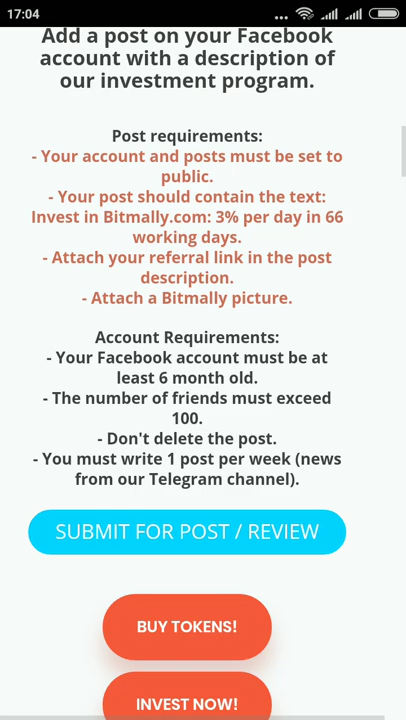 17:04
...
Add a post on your Facebook
account with a description of
our investment program.
Post requirements:
- Your account and posts must be set to
public.
- Your post should contain the text:
Invest in Bitmally.com: 3% per day in 66
working days.
- Attach your referral link in the post
description.
- Attach a Bitmally picture.
Account Requirements:
- Your Facebook account must be at
least 6 month old.
- The number of friends must exceed
100.
- Don't delete the post.
- You must write 1 post per week (news
from our Telegram channel).
SUBMIT FOR POST / REVIEW
BUY TOKENS!
INVEST NOW!